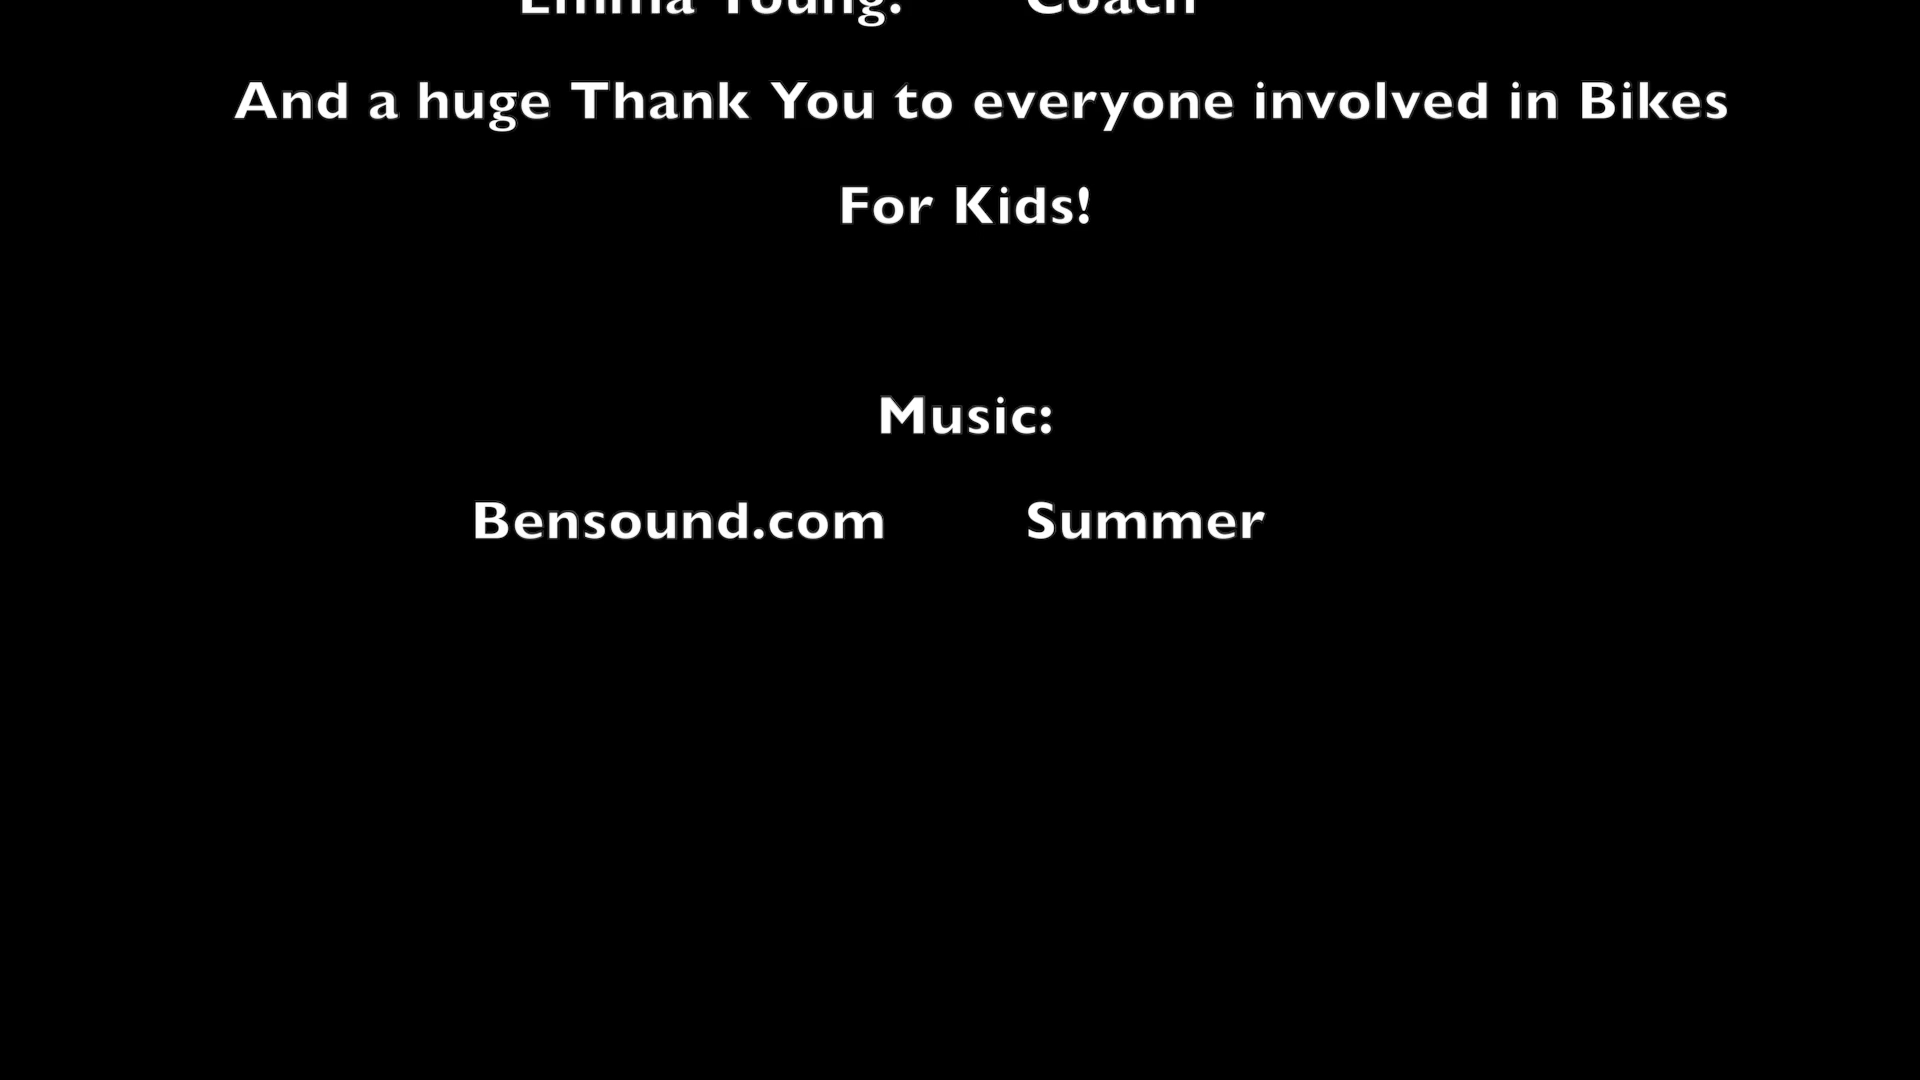 Emma Young: Coach
And a huge Thank You to everyone involved in Bikes
For Kids!
Music:
Bensound.com Summer